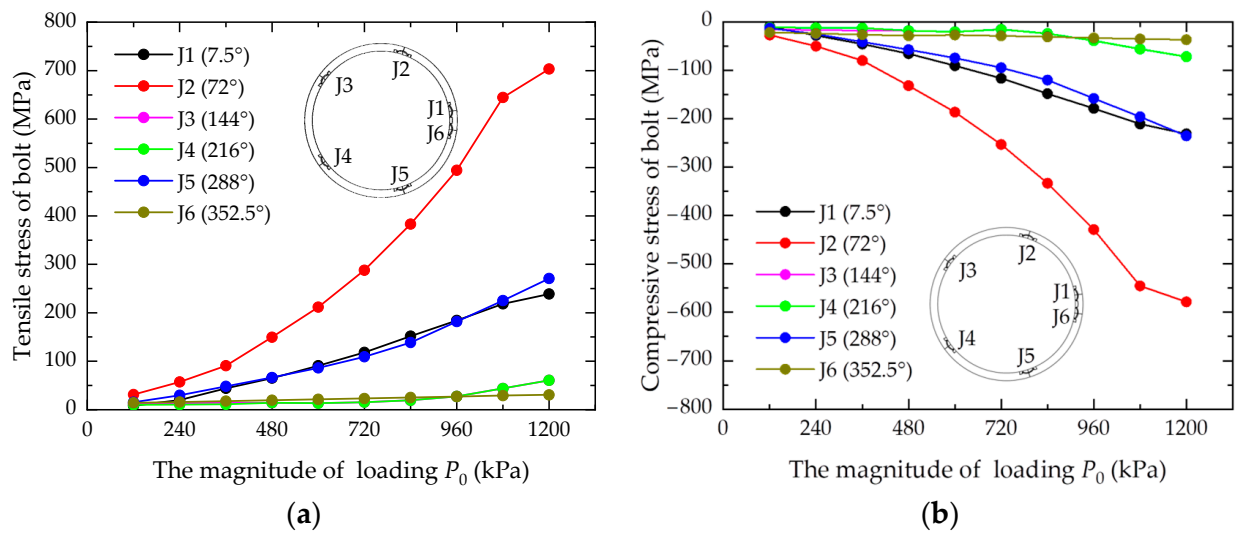 800
700
600
500
400
300
200
100
0
Tensile stress of bolt (MPa)
J1 (7.5°)
J2 (72°)
J3 (144°)
J4 (216°)
J5 (288°)
J6 (352.5°)
J2
J3
J1
J6
J4
J5
0 240 480 720 960 1200
The magnitude of loading P0 (kPa)
(a)
0
−100
−200
−300
−400
−500
−600
−700
−800
Compressive stress of bolt (MPa)
J1 (7.5°)
J2 (72°)
J3 (144°)
J4 (216°)
J5 (288°)
J6 (352.5°)
J2
J3
J1
J6
J4
J5
0 240 480 720 960 1200
The magnitude of loading P0 (kPa)
(b)